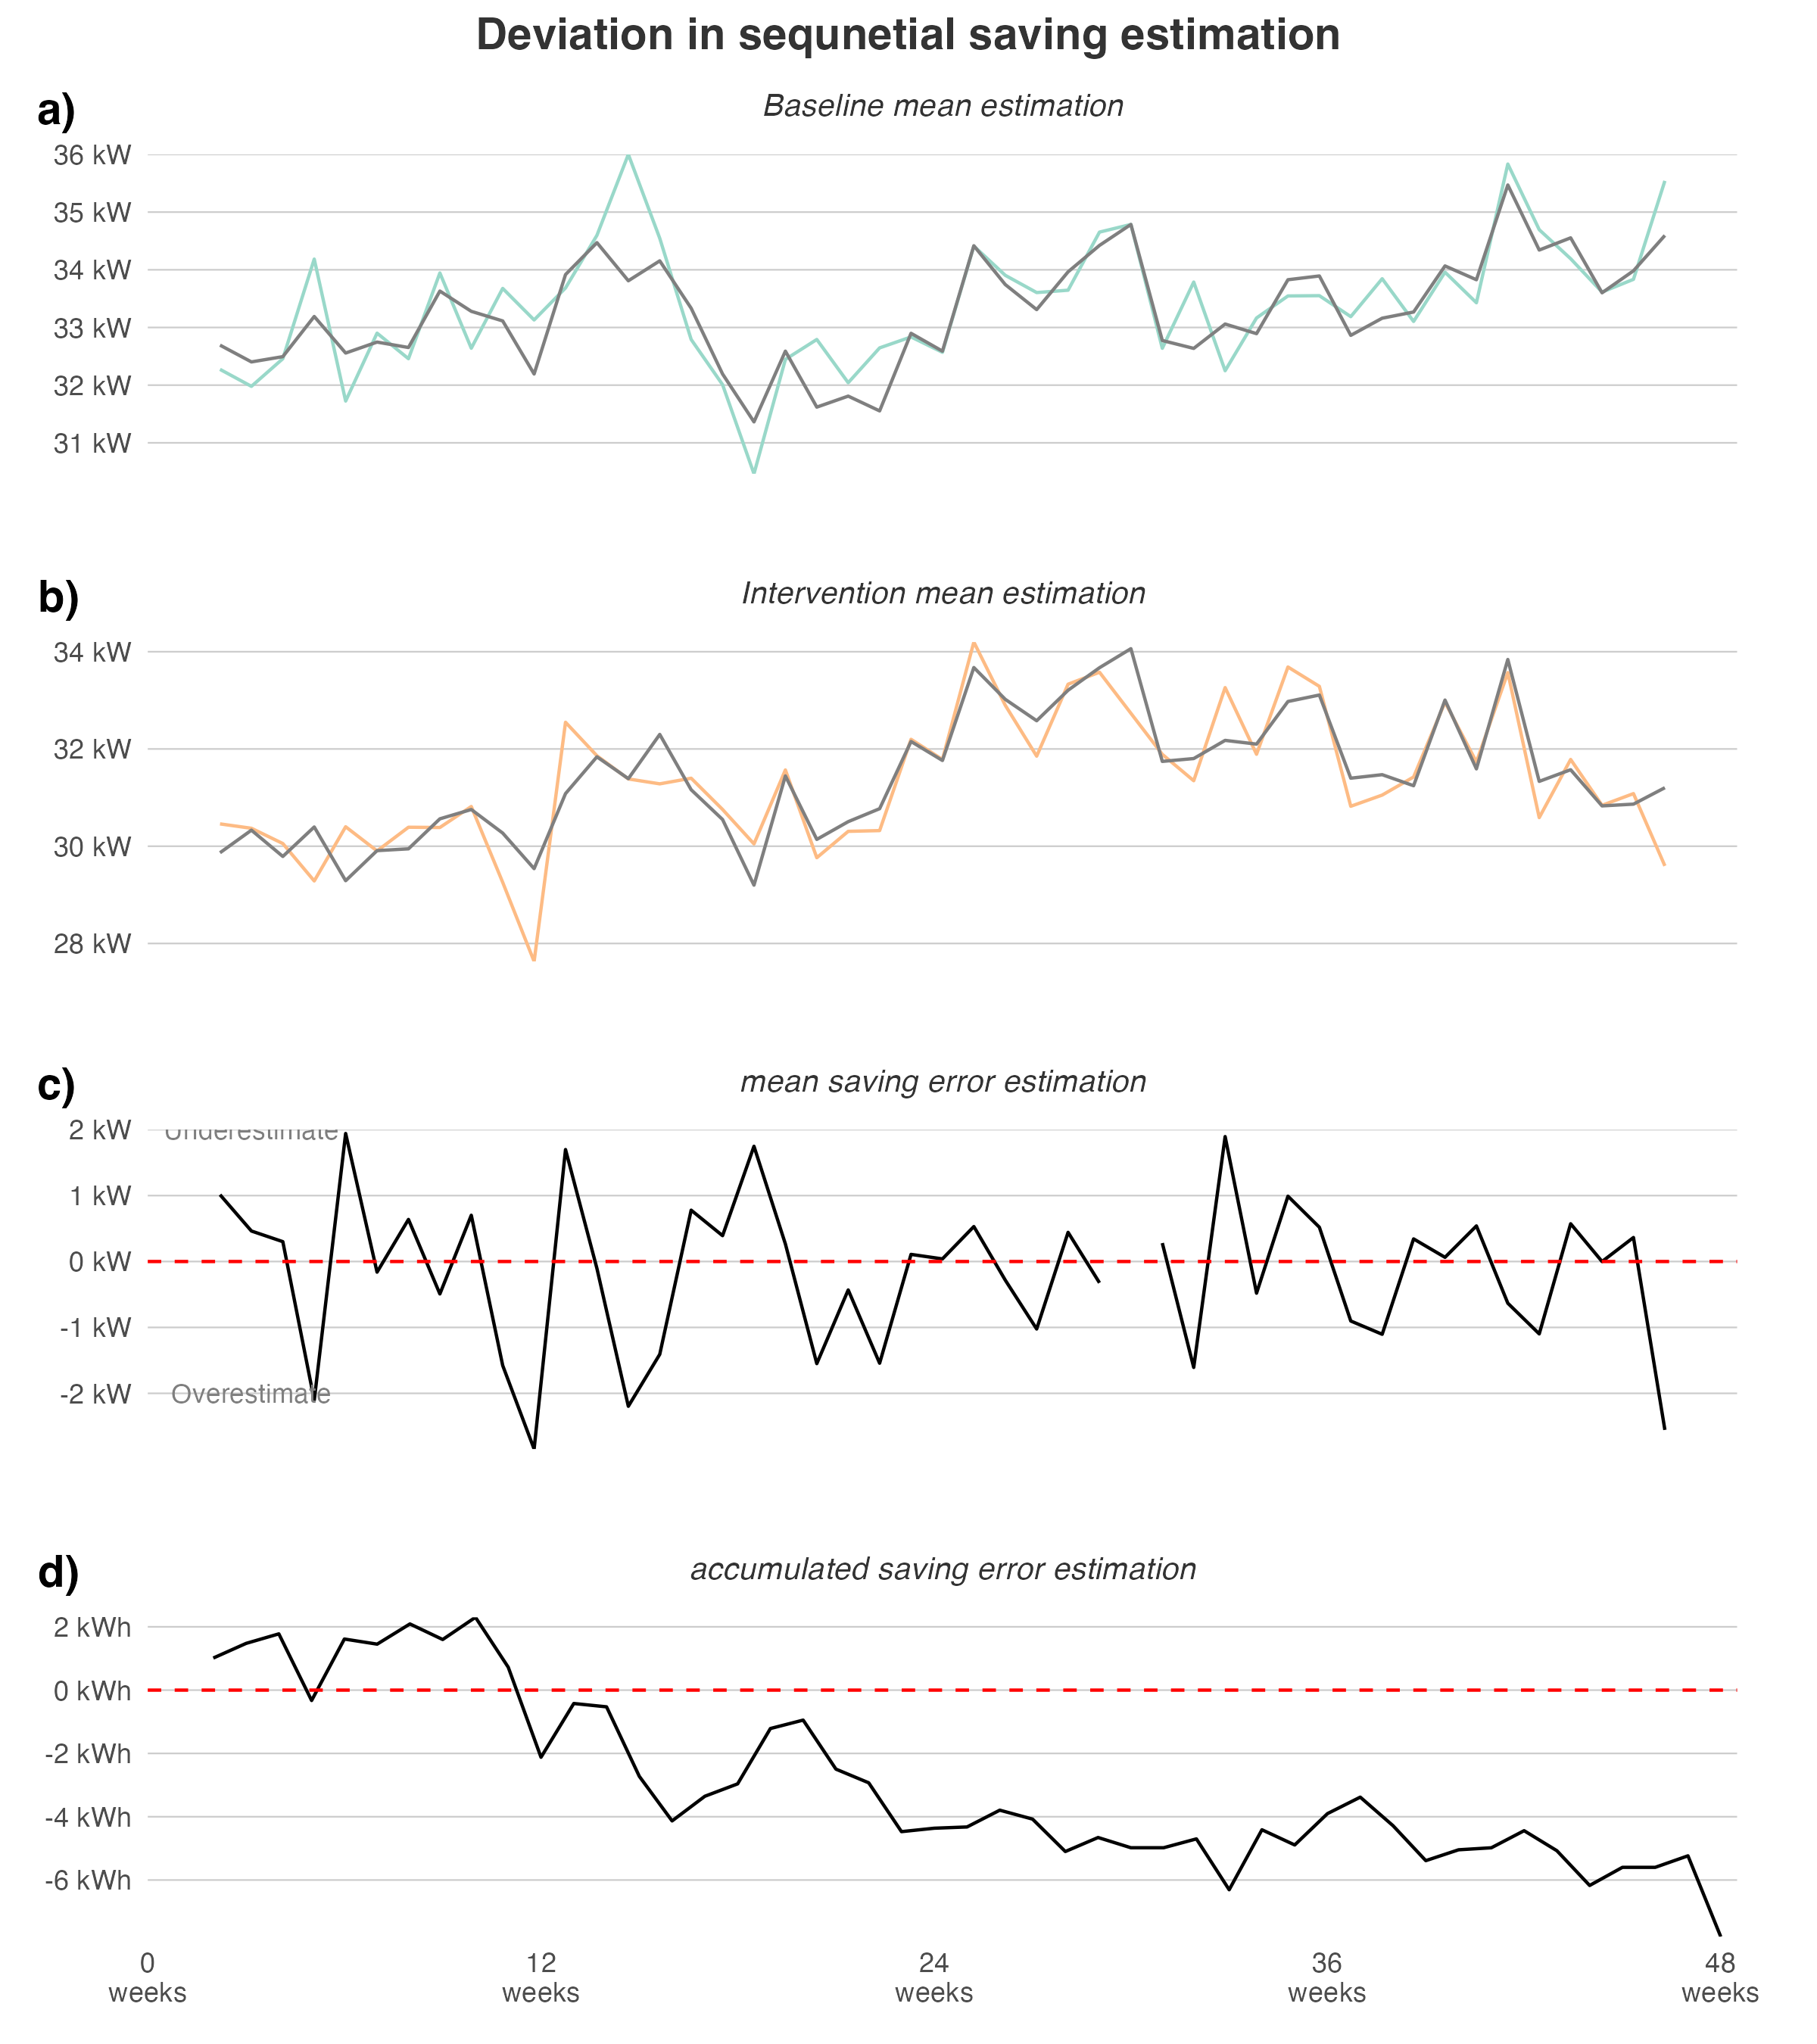 Deviation in sequnetial saving estimation
a)
Baseline mean estimation
36 kW
35 kW
34 kW
33 kW
32 kW
31 kW
b)
Intervention mean estimation
34 kW
32 kW
30 kW
28 kW
c)
mean saving error estimation
2 kW
Underestimate
1 kW
0 kW
-1 kW
-2 kW
Overestimate
d)
accumulated saving error estimation
2 kWh
0 kWh
-2 kWh
-4 kWh
-6 kWh
0 12 24 36 48
weeks weeks weeks weeks weeks